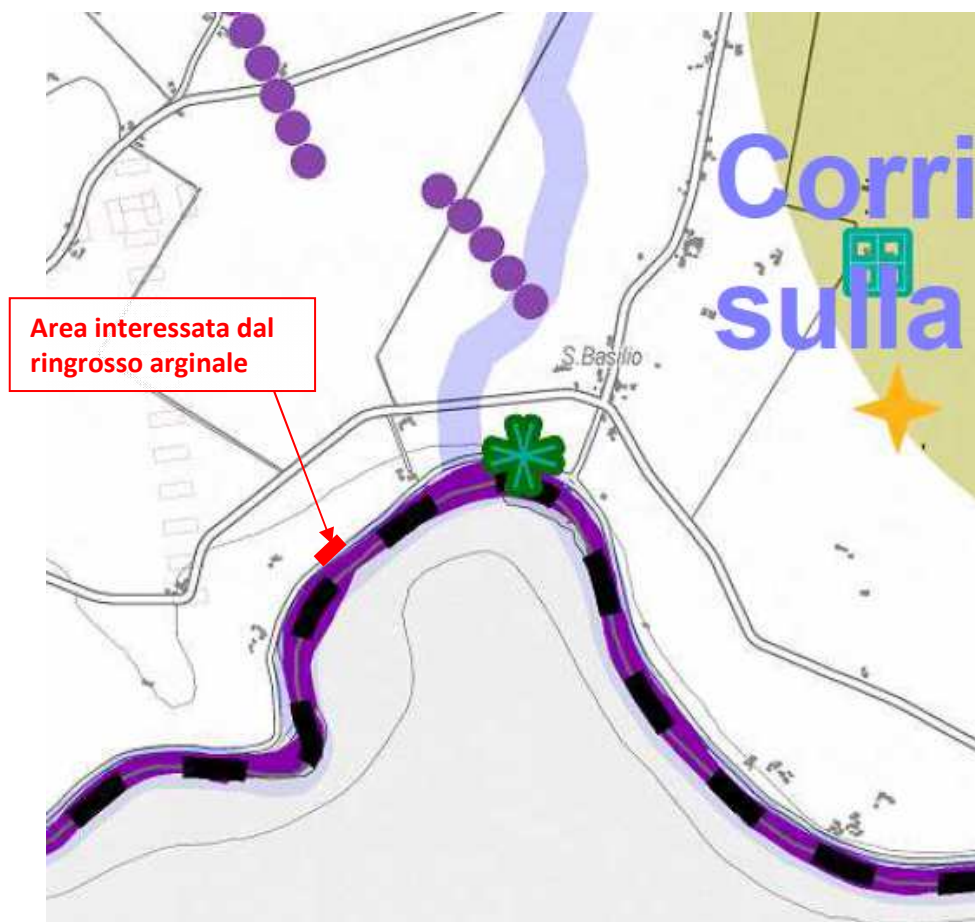 Corri
sulla
Area interessata dal
ringrosso arginale
S.Basilio